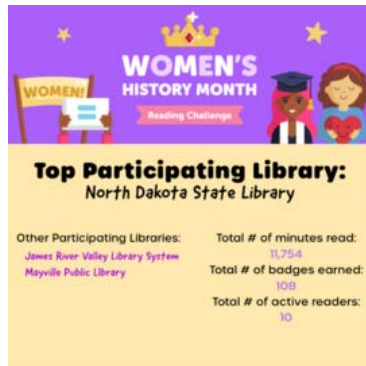 WOMEN!
WOMEN'S
HISTORY MONTH
Reading Challenge
Top Participating Library:
North Dakota State Library
Other Participating Libraries:
James River Valley Library System
Mayville Public Library
Total # of minutes read:
11,754
Total # of badges earned:
108
Total # of active readers:
10